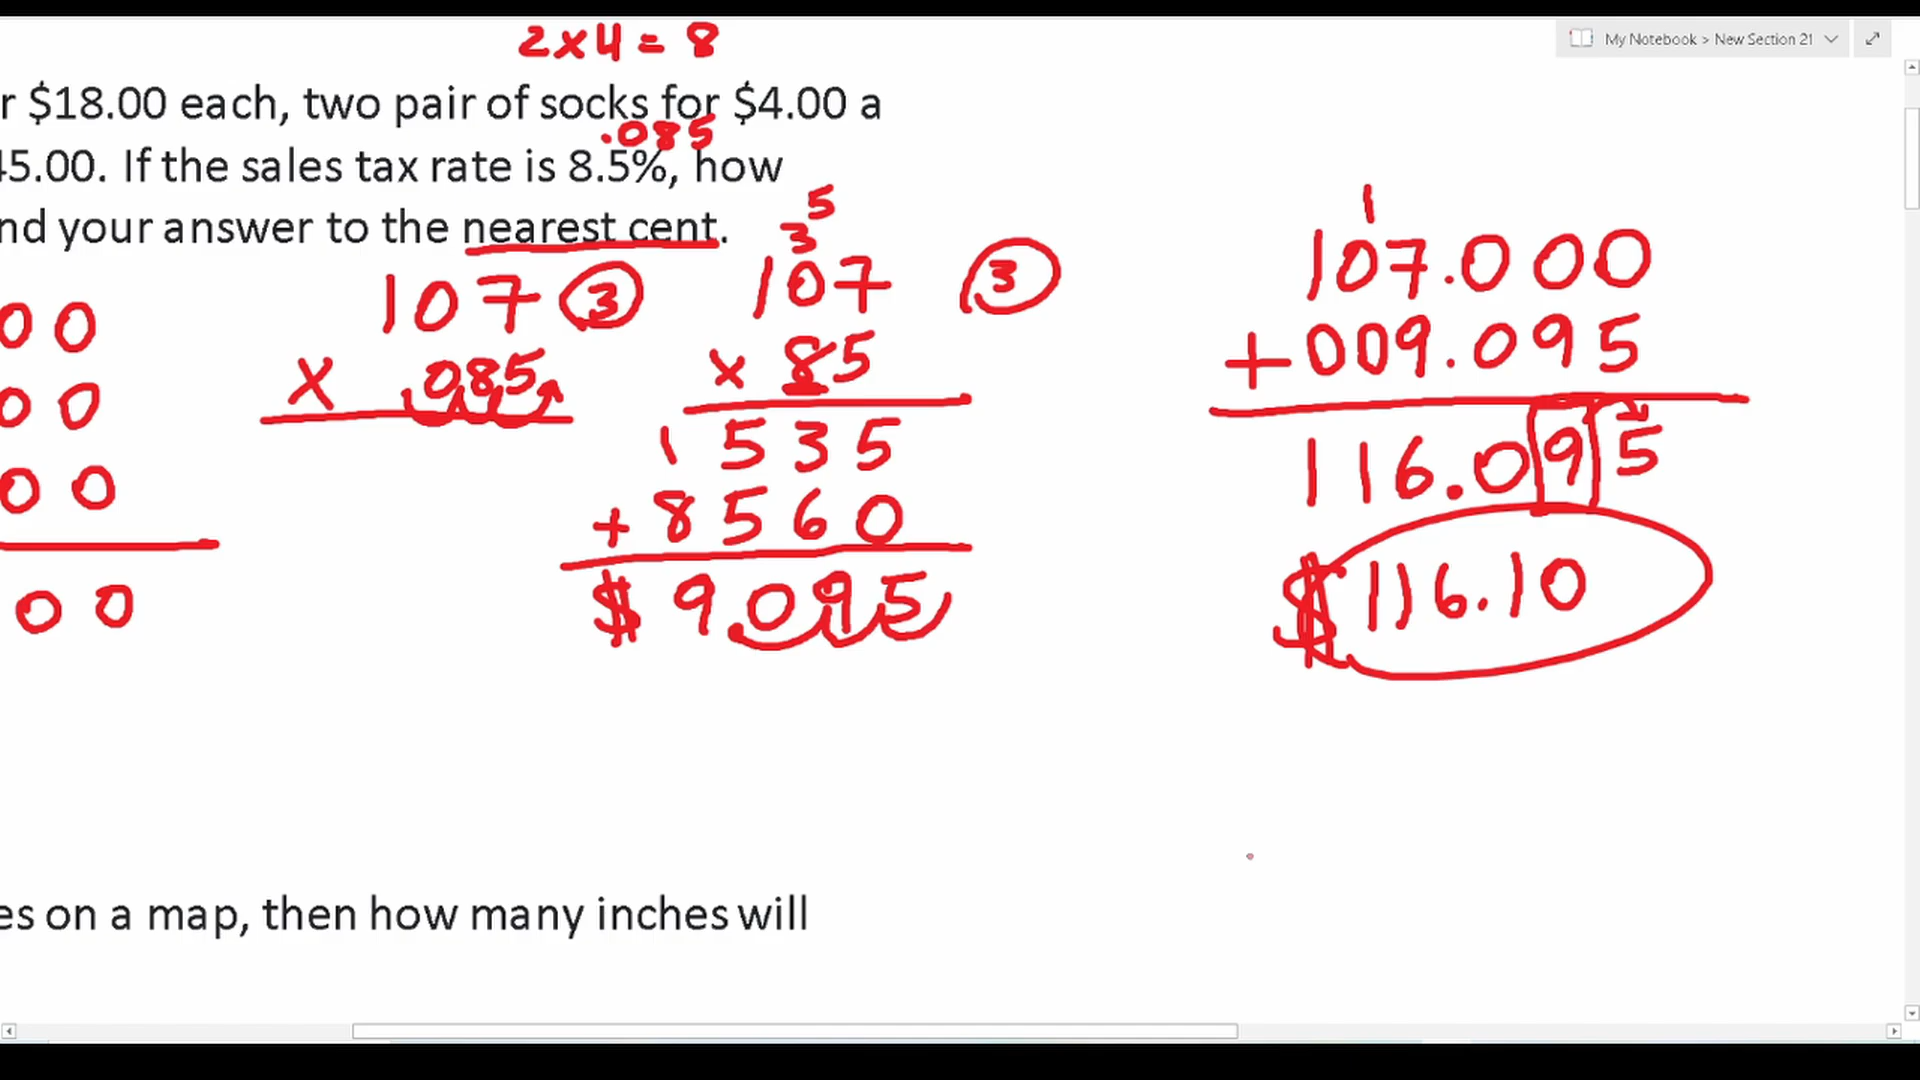 My Notebook > New Section 21
2 x 4 = 8
r $18.00 each, two pair of socks for $4.00 a
.085
45.00. If the sales tax rate is 8.5%, how
nd your answer to the nearest cent.
00
00
00
00
107 3
x .085
5
3
107 3
x 85
1535
+ 8560
$ 9.095
1
107.000
+ 009.095
116.095
$ 116.10
es on a map, then how many inches will